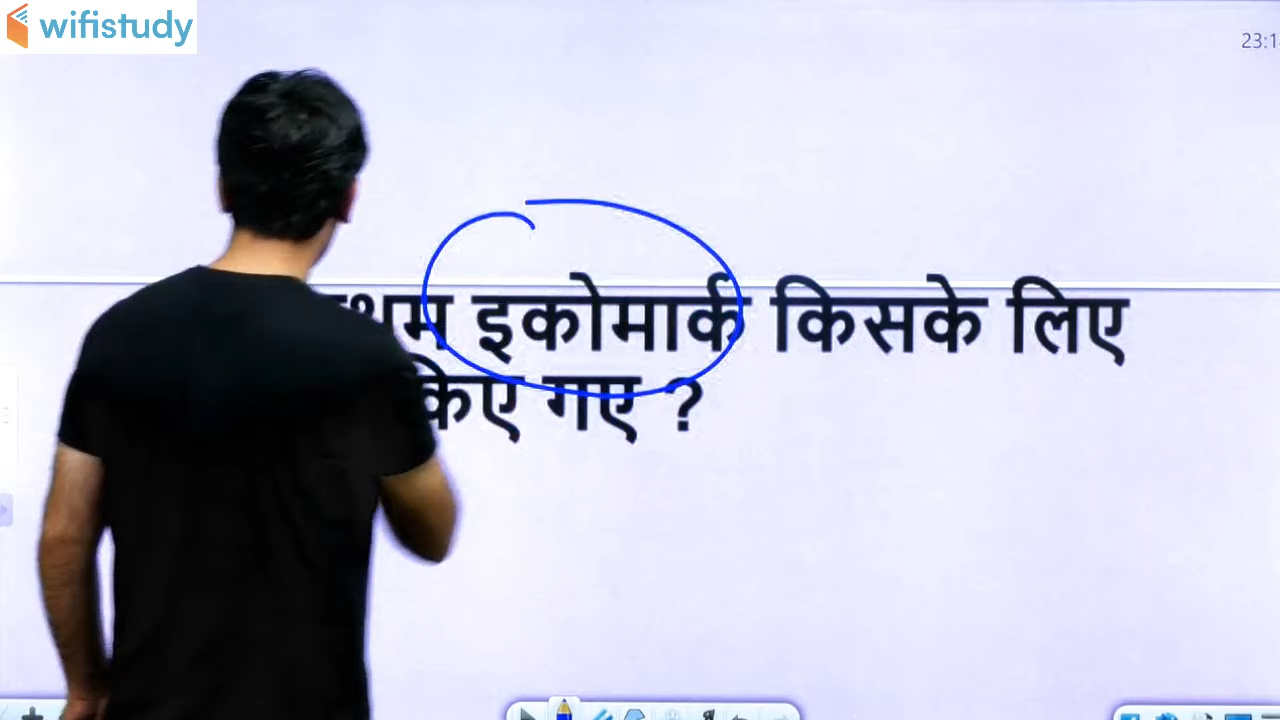 wifistudy
इकोमार्क किसके लिए
गए ?